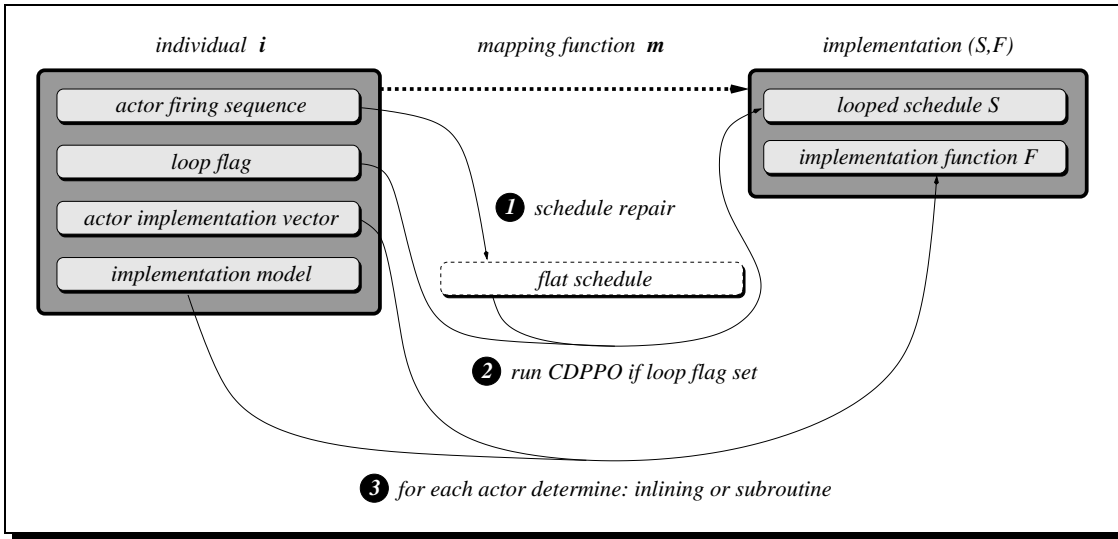 individual i
mapping function m
implementation (S,F)
actor firing sequence
loop flag
actor implementation vector
implementation model
looped schedule S
implementation function F
1 schedule repair
flat schedule
2 run CDPPO if loop flag set
3 for each actor determine: inlining or subroutine